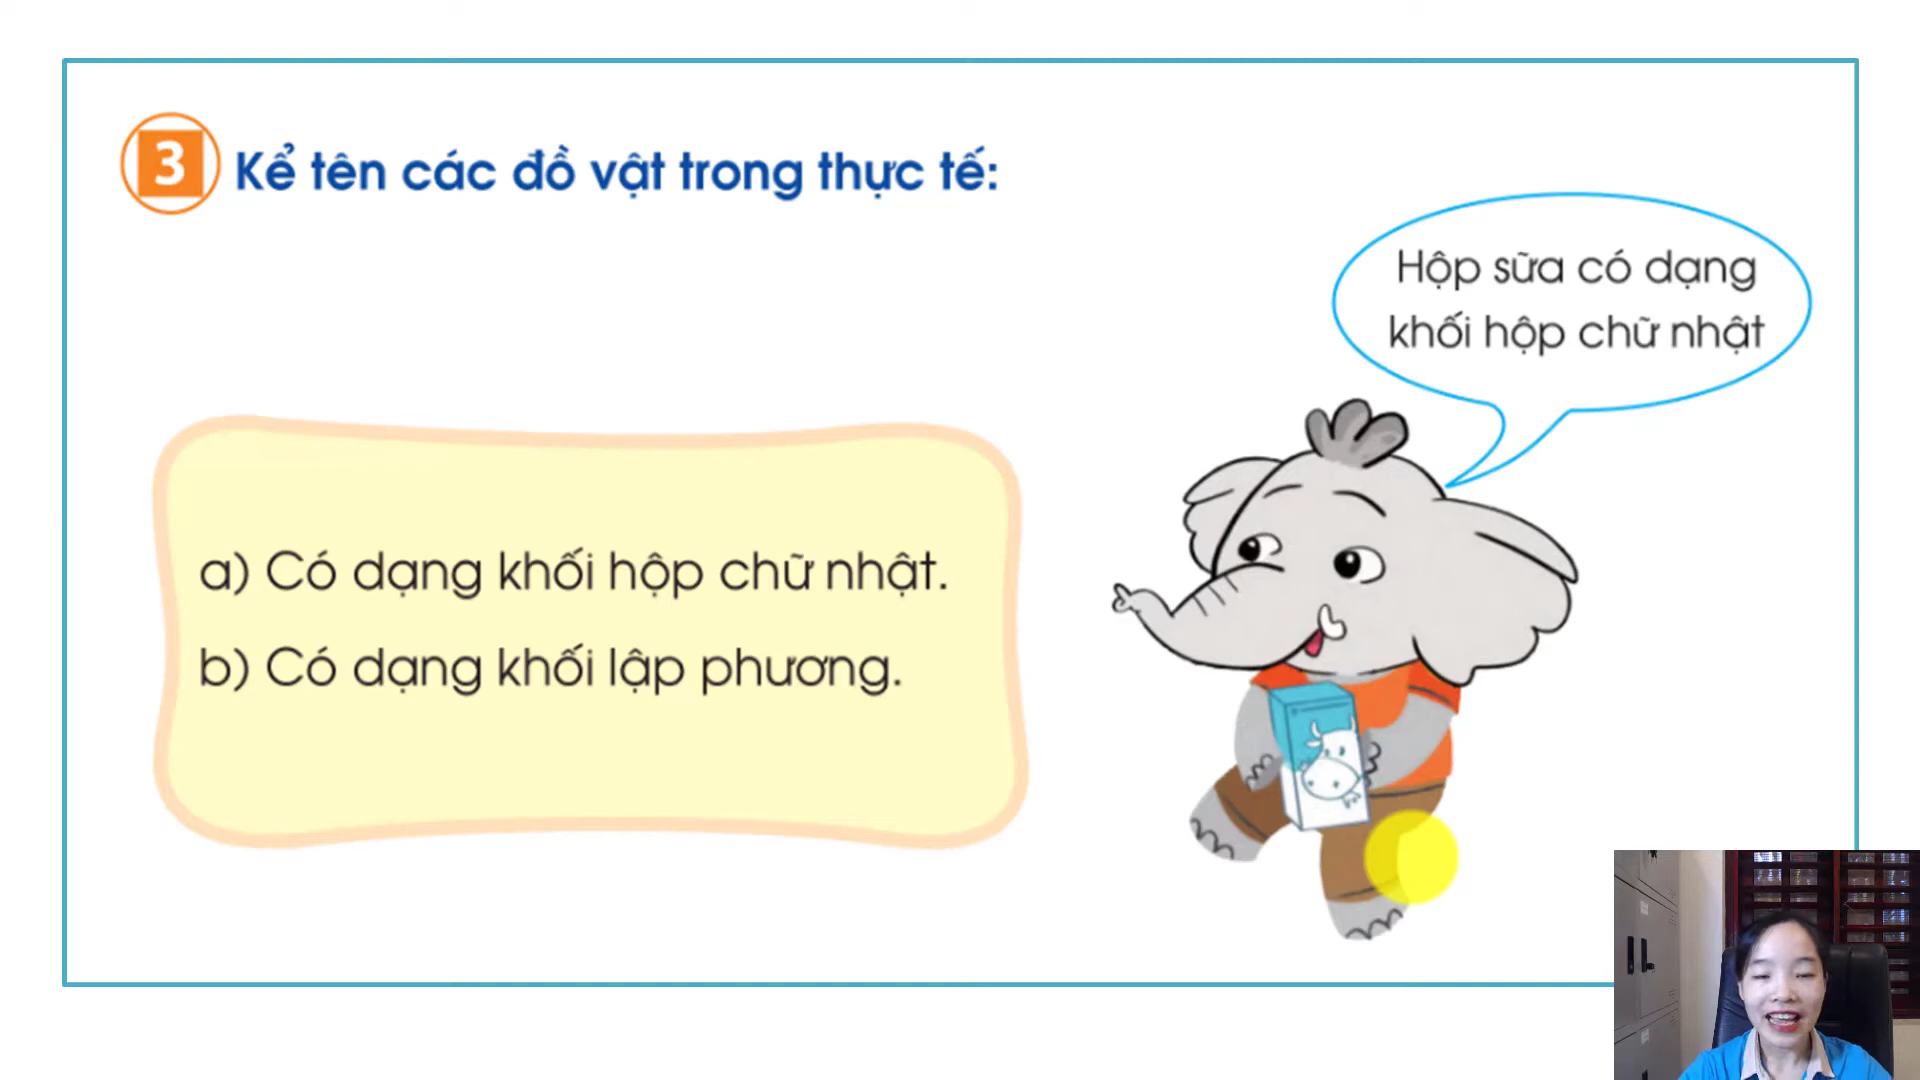 3 Kể tên các đồ vật trong thực tế:
Hộp sữa có dạng
khối hộp chữ nhật
a) Có dạng khối hộp chữ nhật.
b) Có dạng khối lập phương.